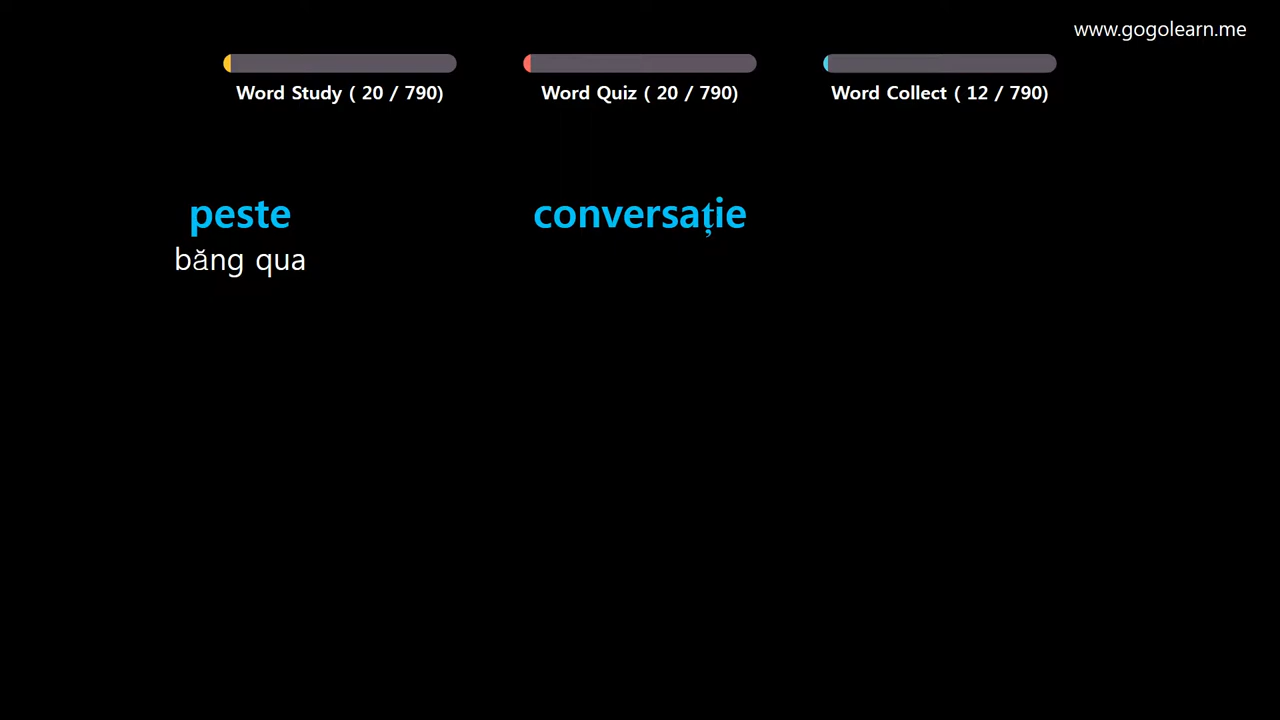 www.gogolearn.me
Word Study ( 20 / 790)
Word Quiz ( 20 / 790)
Word Collect ( 12 / 790)
peste
băng qua
conversație